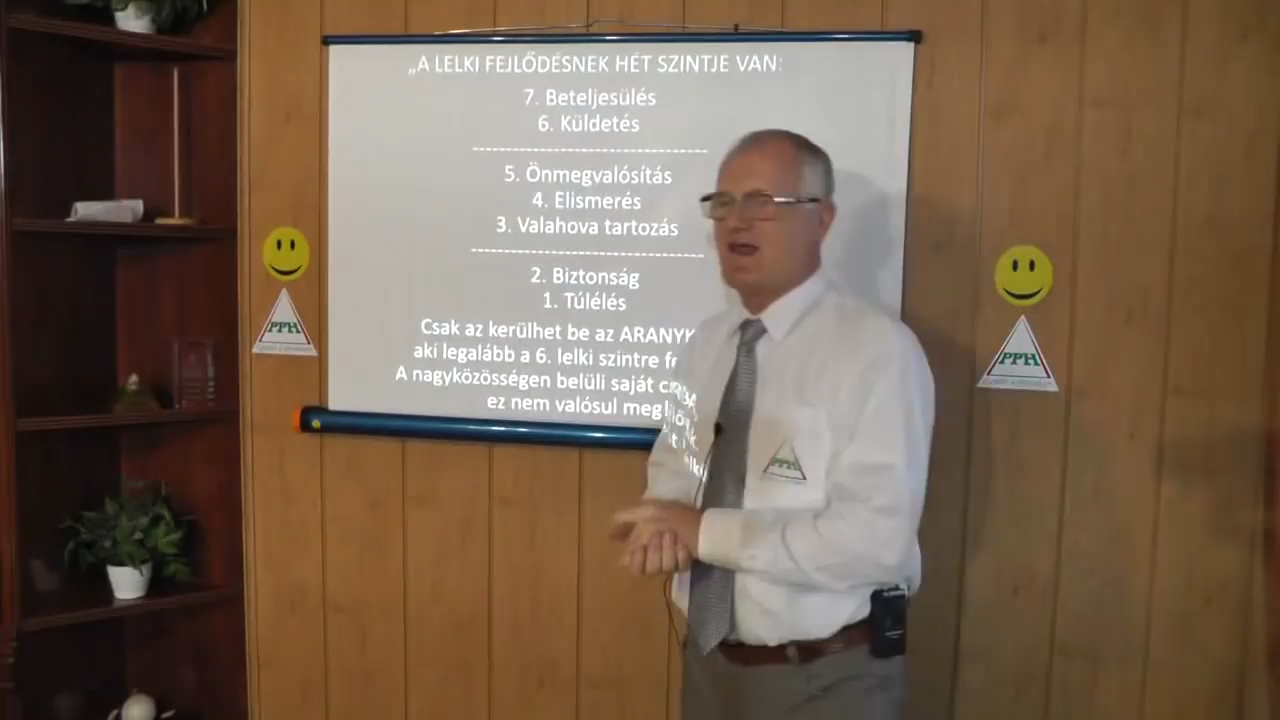 „A LELKI FEJLŐDÉSNEK HÉT SZINTJE VAN:
7. Beteljesülés
6. Küldetés
5. Önmegvalósítás
4. Elismerés
3. Valahova tartozás
2. Biztonság
1. Túlélés
Csak az kerülhet be az
aki legalább a 6. lelki szintre
A nagyközösségen belüli saját
ez nem valósul meg
PPH
PPH
PPH